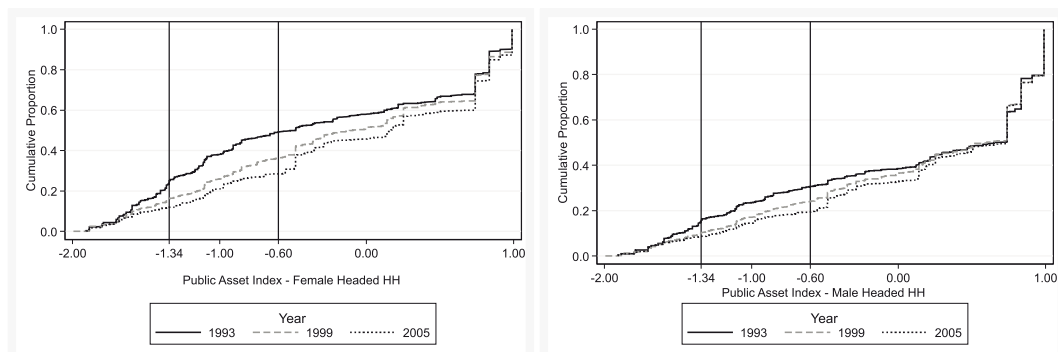 1.0
0.8
0.6
0.4
0.2
0.0
Cumulative Proportion
-2.00 -1.34 -1.00 -0.60 0.00 1.00
Public Asset Index - Female Headed HH
Year
1993 1999 2005
1.0
0.8
0.6
0.4
0.2
0.0
Cumulative Proportion
-2.00 -1.34 -1.00 -0.60 0.00 1.00
Public Asset Index - Male Headed HH
Year
1993 1999 2005